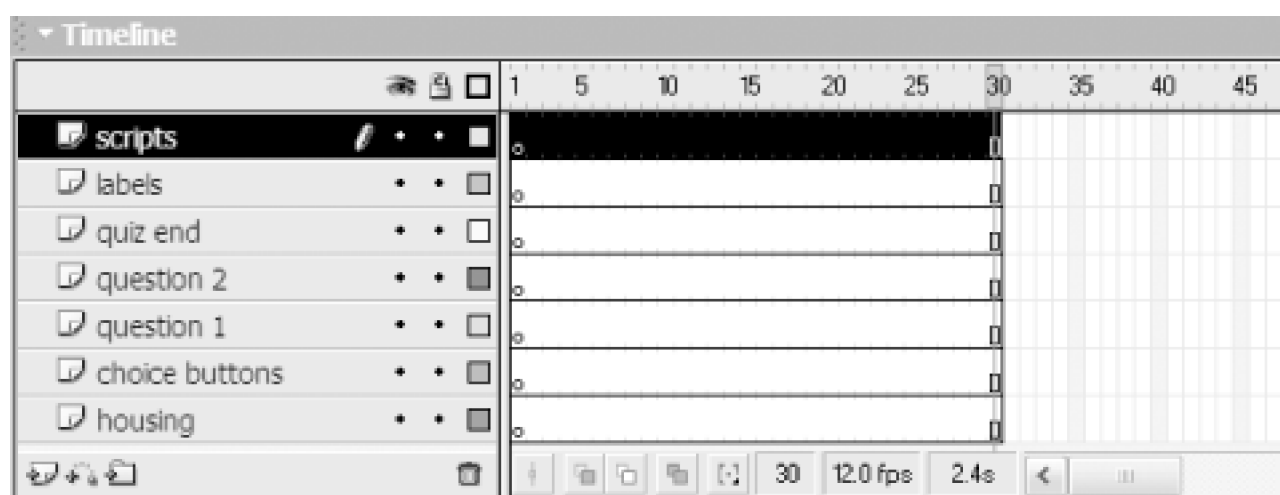 Timeline
1 5 10 15 20 25 30 35 40 45
scripts
labels
quiz end
question 2
question 1
choice buttons
housing
30 12.0 fps 2.4s